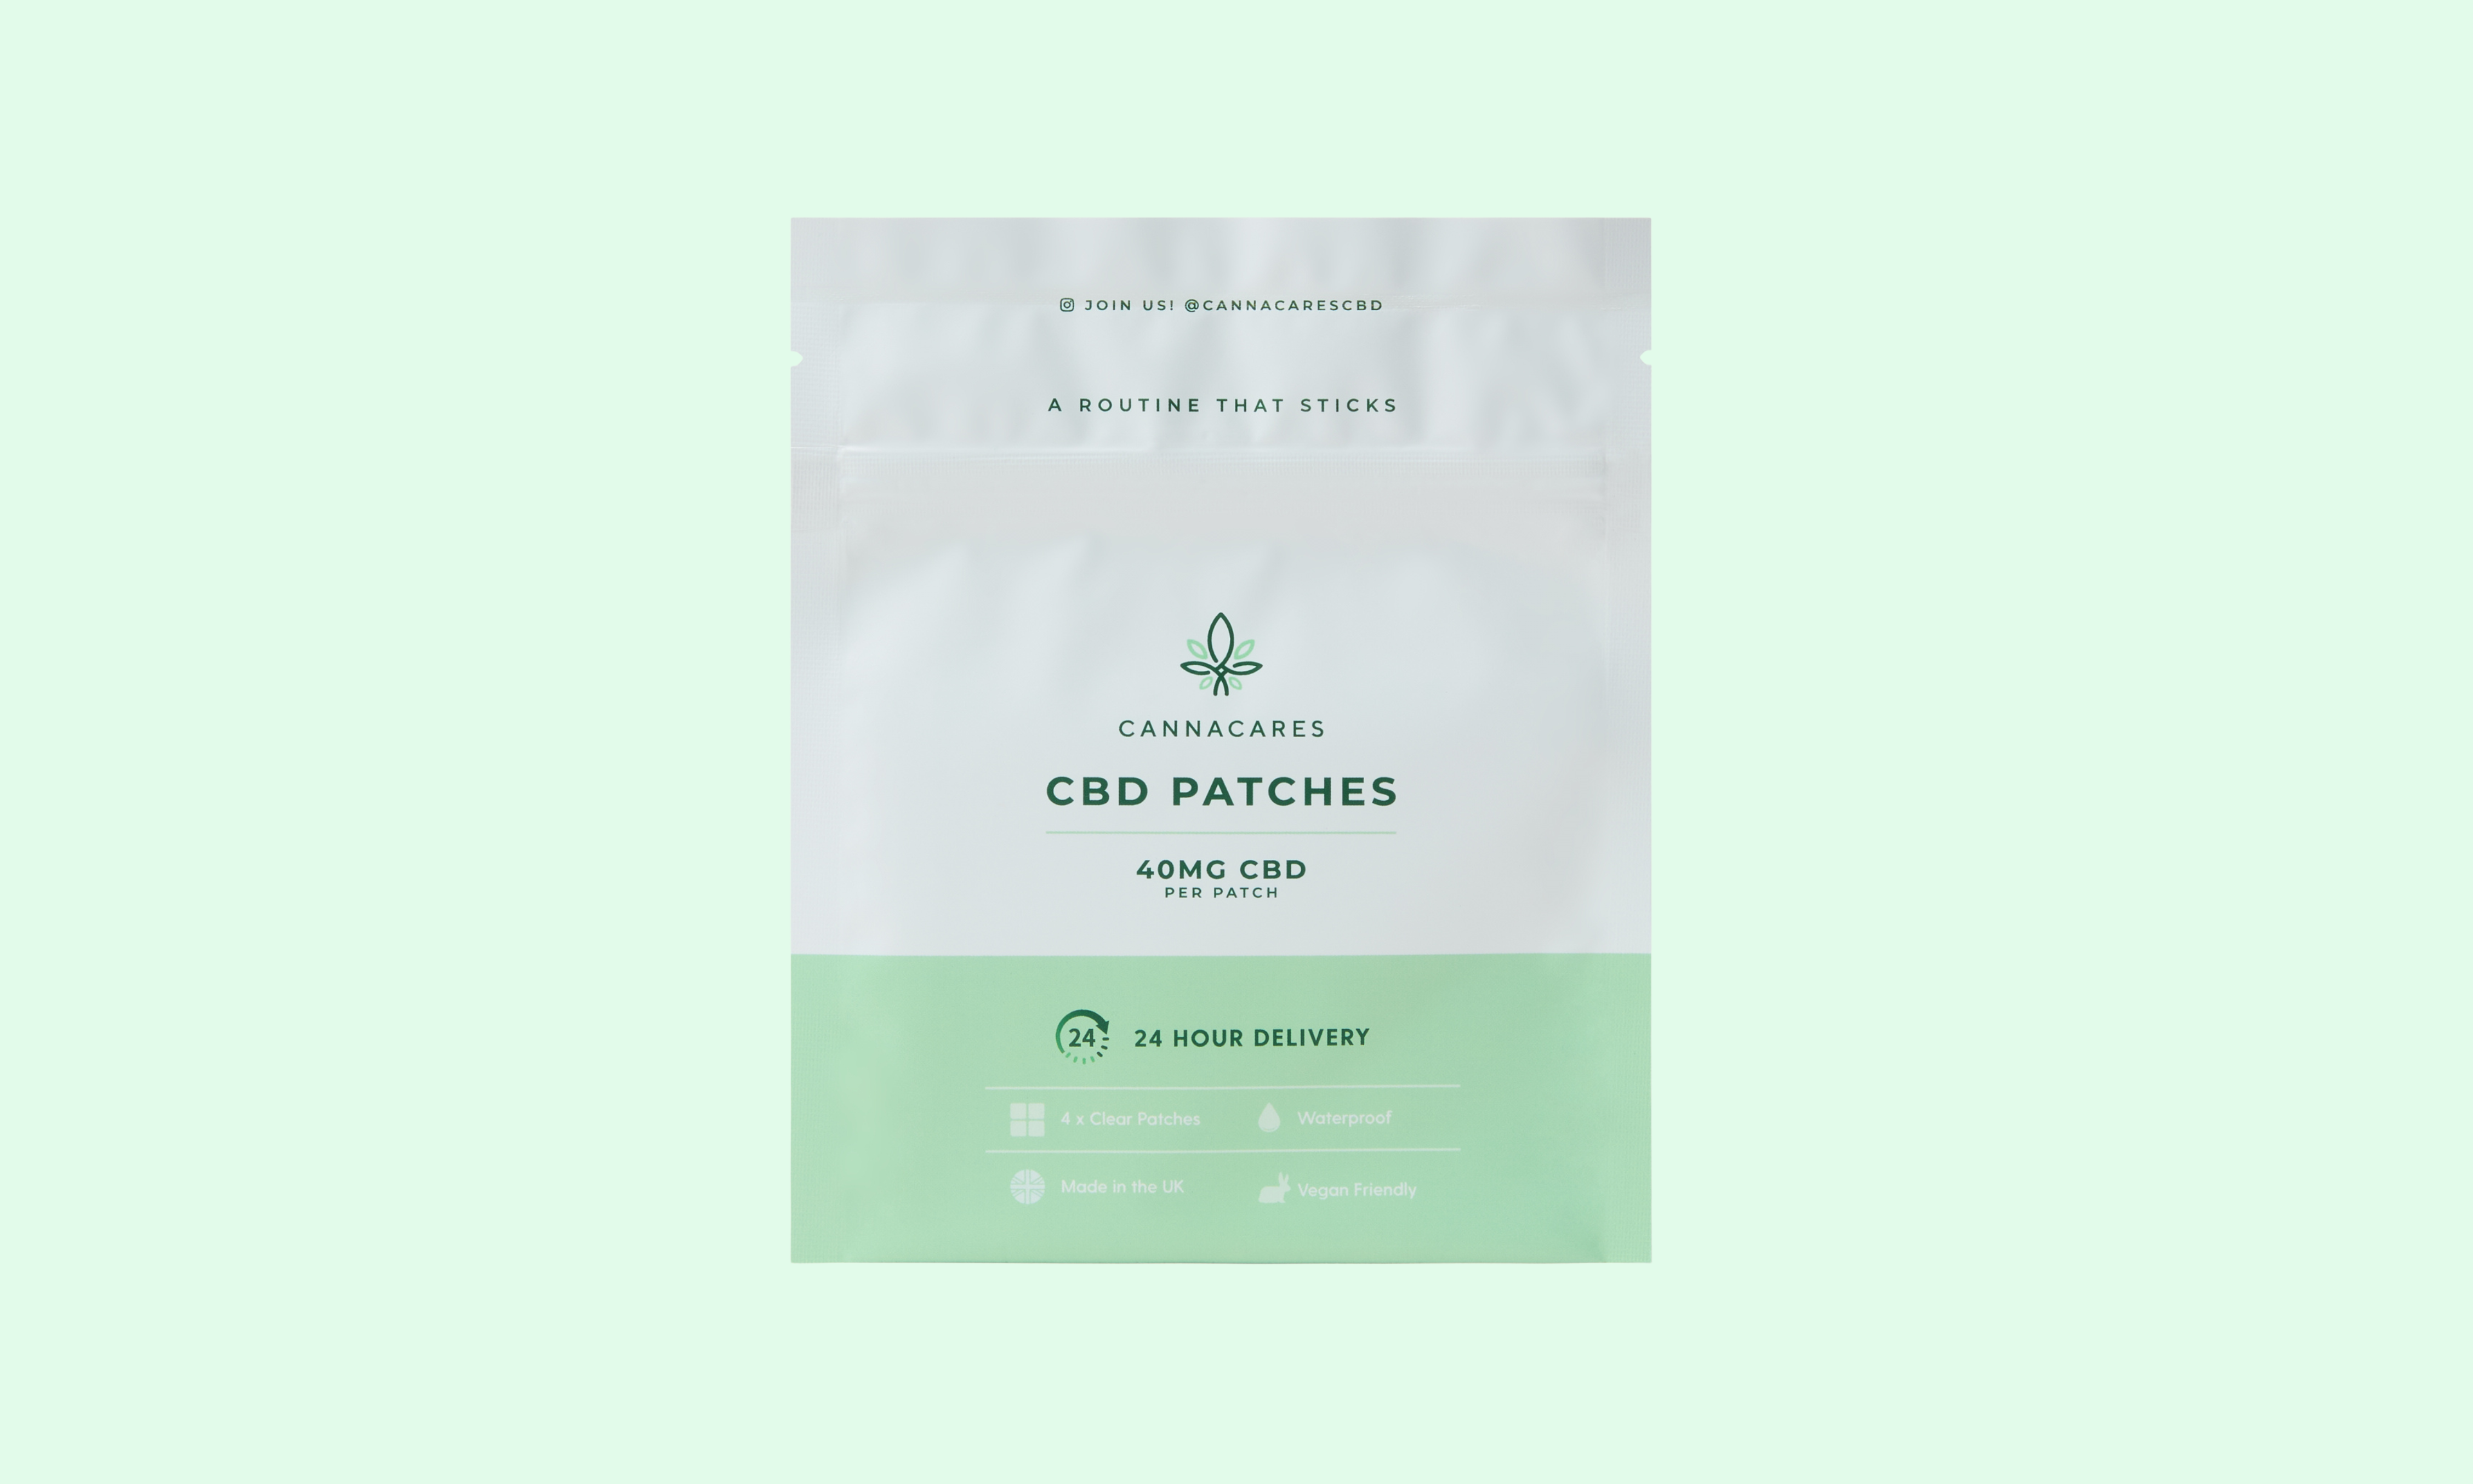 JOIN US! @CANNACARESCBD
A ROUTINE THAT STICKS
CANNACARES
CBD PATCHES
40MG CBD
PER PATCH
24 24 HOUR DELIVERY
4 x Clear Patches Waterproof
Made in the UK Vegan Friendly